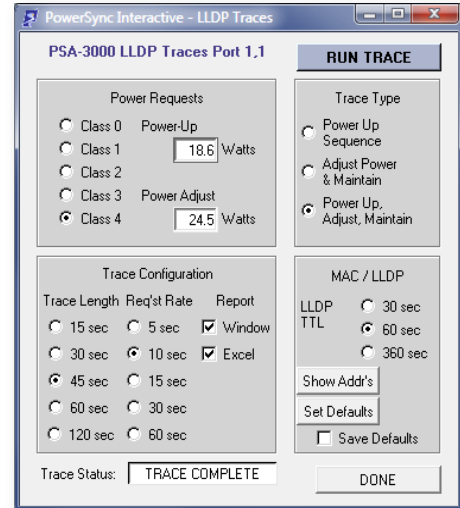 PowerSync Interactive - LLDP Traces
PSA-3000 LLDP Traces Port 1,1
RUN TRACE
Power Requests
Class 0 Power-Up
Class 1 18.6 Watts
Class 2
Class 3 Power Adjust
Class 4 24.5 Watts
Trace Type
Power Up
Sequence
Adjust Power
& Maintain
Power Up,
Adjust, Maintain
Trace Configuration
Trace Length Req'st Rate Report
15 sec 5 sec Window
30 sec 10 sec Excel
45 sec 15 sec
60 sec 30 sec
120 sec 60 sec
MAC / LLDP
LLDP 30 sec
TTL 60 sec
360 sec
Show Addr's
Set Defaults
Save Defaults
Trace Status: TRACE COMPLETE
DONE